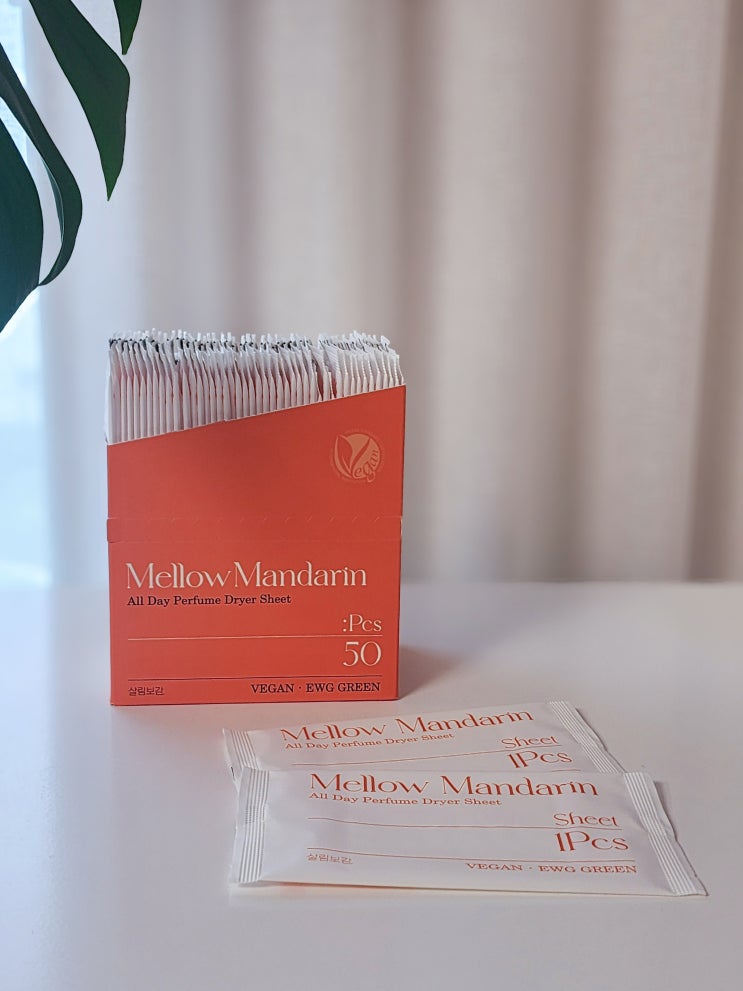 Vegan
Mellow Mandarin
All Day Perfume Dryer Sheet
:Pcs
50
살림보감
VEGAN · EWG GREEN
Mellow Mandarin
All Day Perfume Dryer Sheet
Sheet
1Pcs
Mellow Mandarin
All Day Perfume Dryer Sheet
Sheet
1Pcs
살림보감
VEGAN · EWG GREEN